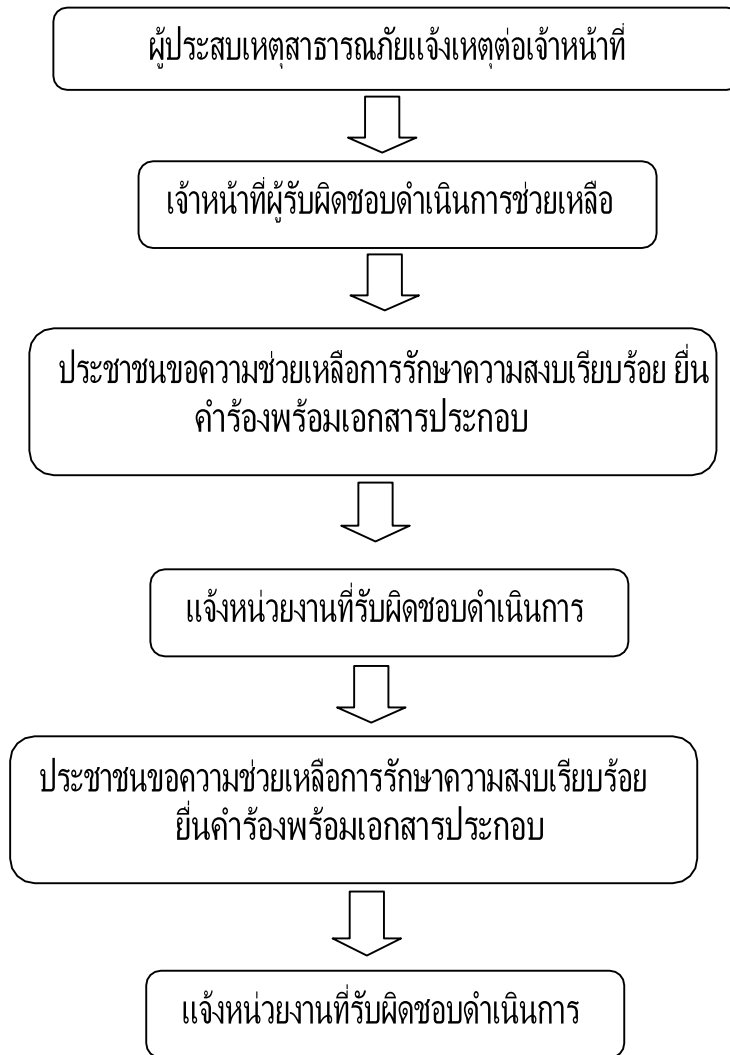 ผู้ประสบเหตุสาธารณภัยแจ้งเหตุต่อเจ้าหน้าที่
เจ้าหน้าที่ผู้รับผิดชอบดำเนินการช่วยเหลือ
ประชาชนขอความช่วยเหลือการรักษาความสงบเรียบร้อย ยื่น
คำร้องพร้อมเอกสารประกอบ
แจ้งหน่วยงานที่รับผิดชอบดำเนินการ
ประชาชนขอความช่วยเหลือการรักษาความสงบเรียบร้อย
ยื่นคำร้องพร้อมเอกสารประกอบ
แจ้งหน่วยงานที่รับผิดชอบดำเนินการ